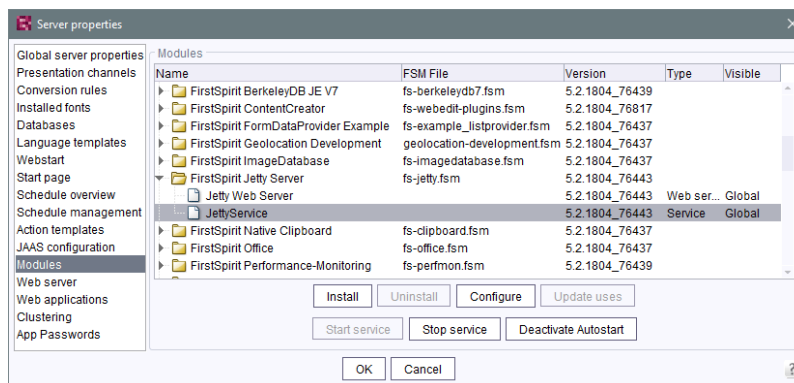 Server properties
Global server properties
Presentation channels
Conversion rules
Installed fonts
Databases
Language templates
Webstart
Start page
Schedule overview
Schedule management
Action templates
JAAS configuration
Modules
Web server
Web applications
Clustering
App Passwords
Modules
Name FSM File Version Type Visible
FirstSpirit BerkeleyDB JE V7 fs-berkeleydb7.fsm 5.2.1804_76439
FirstSpirit ContentCreator fs-webedit-plugins.fsm 5.2.1804_76817
FirstSpirit FormDataProvider Example fs-example_listprovider.fsm 5.2.1804_76437
FirstSpirit Geolocation Development geolocation-development.fsm 5.2.1804_76437
FirstSpirit ImageDatabase fs-imagedatabase.fsm 5.2.1804_76437
FirstSpirit Jetty Server fs-jetty.fsm 5.2.1804_76443
Jetty Web Server 5.2.1804_76443 Web ser... Global
JettyService 5.2.1804_76443 Service Global
FirstSpirit Native Clipboard fs-clipboard.fsm 5.2.1804_76437
FirstSpirit Office fs-office.fsm 5.2.1804_76437
FirstSpirit Performance-Monitoring fs-perfmon.fsm 5.2.1804_76439
Install Uninstall Configure Update uses
Start service Stop service Deactivate Autostart
OK Cancel ?